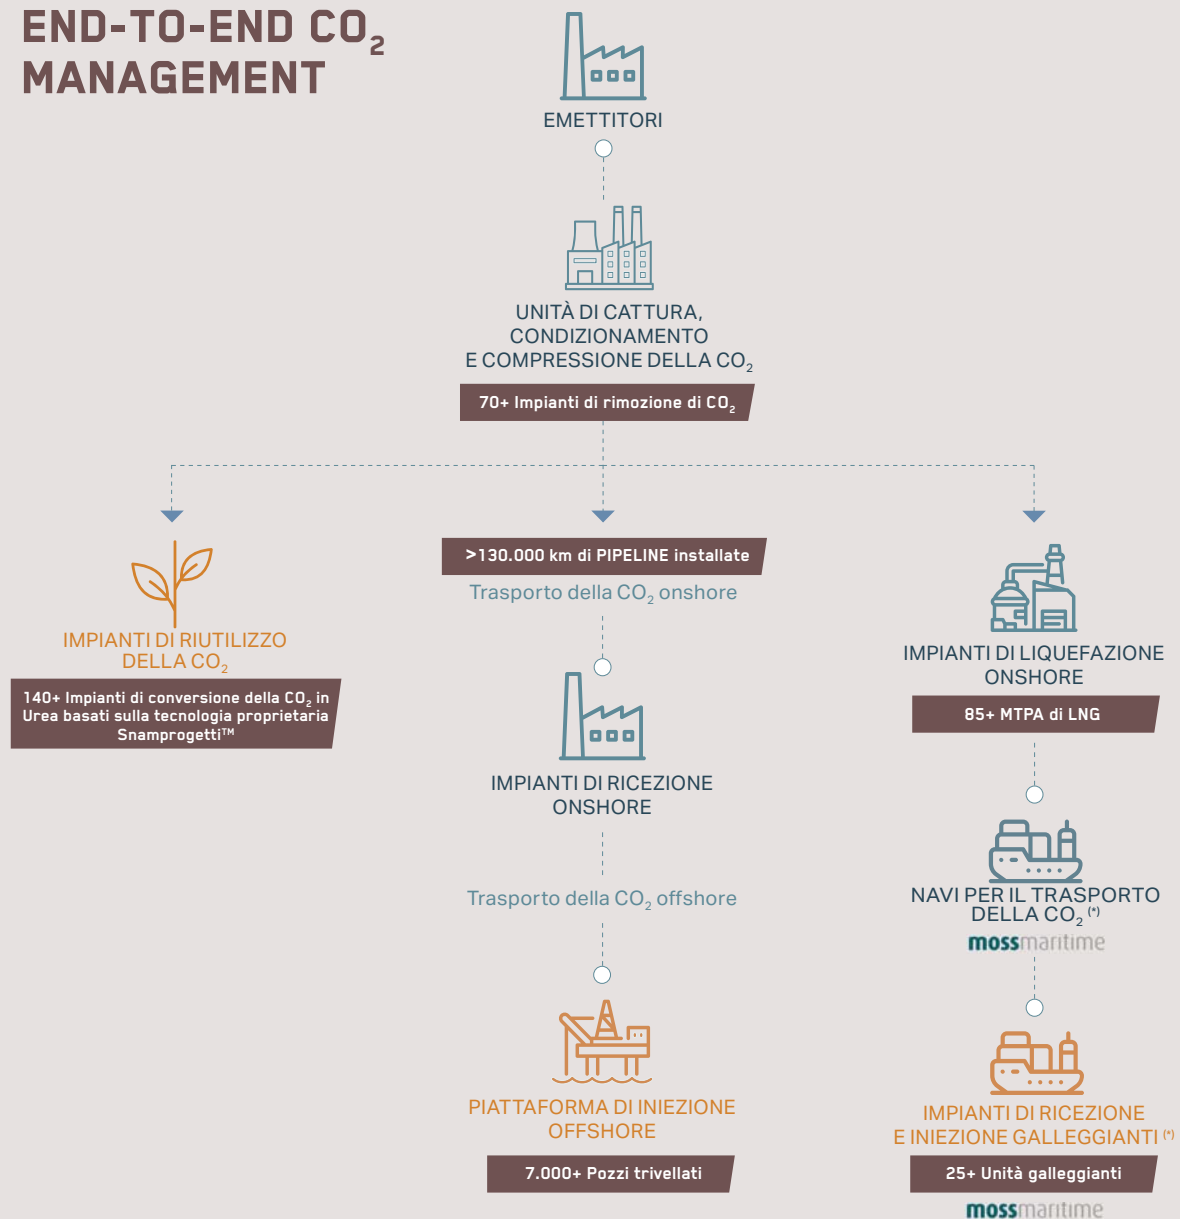 END-TO-END CO₂
MANAGEMENT
EMETTITORI
UNITÀ DI CATTURA,
CONDIZIONAMENTO
E COMPRESSIONE DELLA CO₂
70+ Impianti di rimozione di CO₂
IMPIANTI DI RIUTILIZZO
DELLA CO₂
140+ Impianti di conversione della CO₂ in
Urea basati sulla tecnologia proprietaria
Snamprogetti™
>130.000 km di PIPELINE installate
Trasporto della CO₂ onshore
IMPIANTI DI RICEZIONE
ONSHORE
Trasporto della CO₂ offshore
PIATTAFORMA DI INIEZIONE
OFFSHORE
7.000+ Pozzi trivellati
IMPIANTI DI LIQUEFAZIONE
ONSHORE
85+ MTPA di LNG
NAVI PER IL TRASPORTO
DELLA CO₂ (*)
mossmaritime
IMPIANTI DI RICEZIONE
E INIEZIONE GALLEGGIANTI (*)
25+ Unità galleggianti
mossmaritime